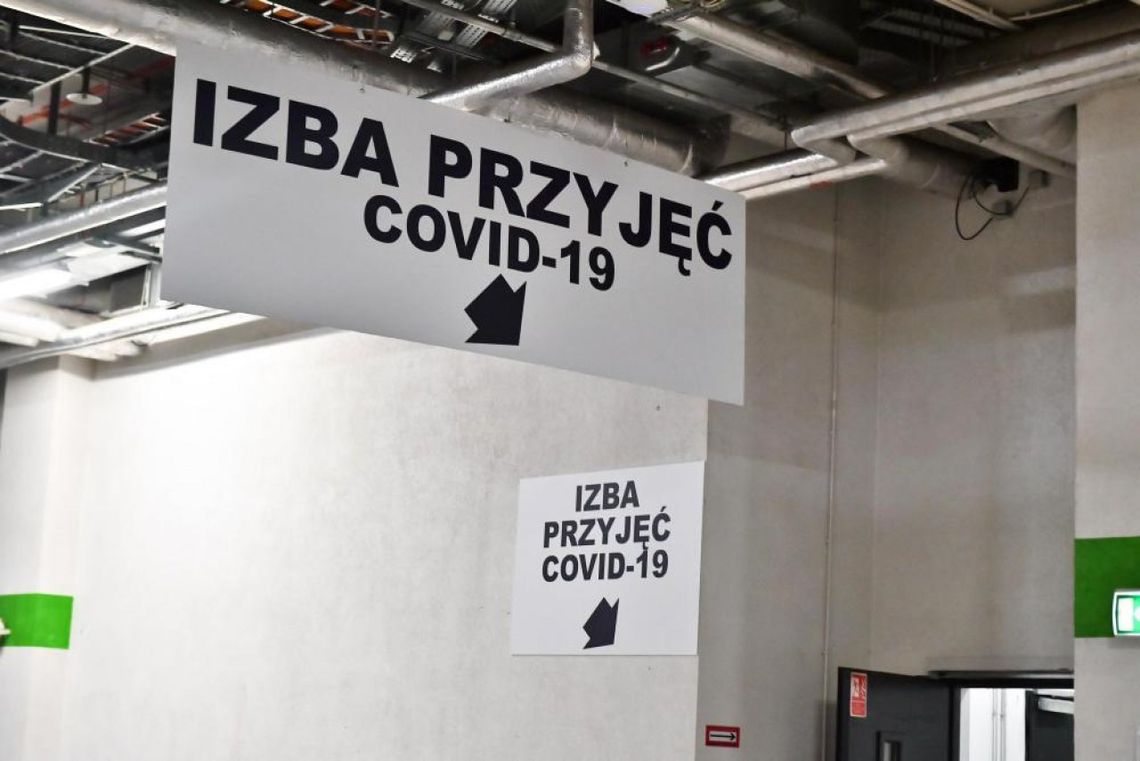 IZBA PRZYJĘĆ
COVID-19
IZBA
PRZYJĘĆ
COVID-19